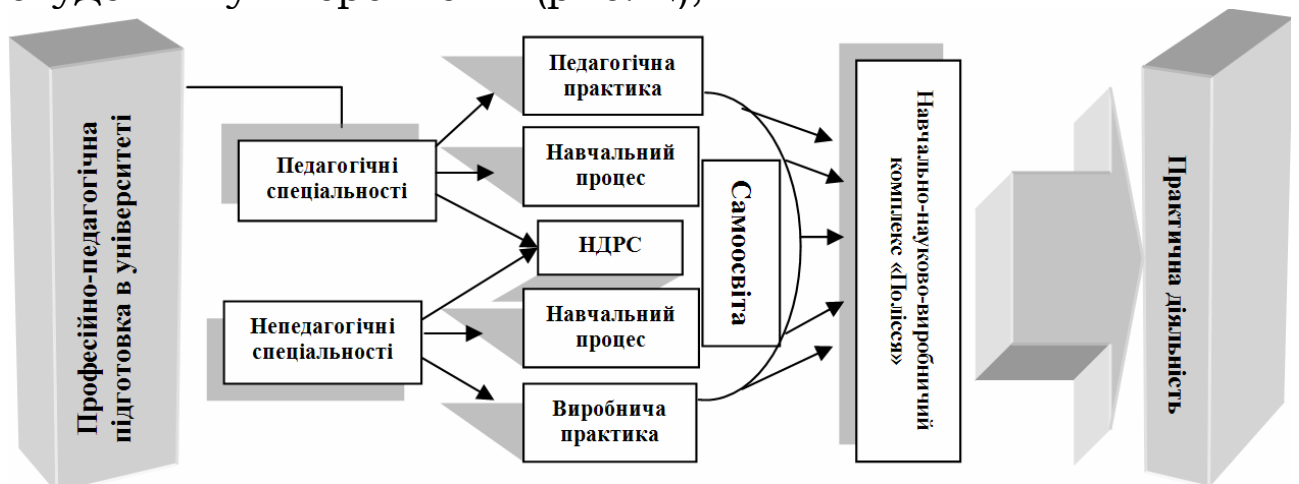 Професійно-педагогічна
підготовка в університеті
Педагогічні
спеціальності
Непедагогічні
спеціальності
Педагогічна
практика
Навчальний
процес
НДРС
Навчальний
процес
Виробнича
практика
Самоосвіта
Навчально-науково-виробничий
комплекс «Полісся»
Практична діяльність